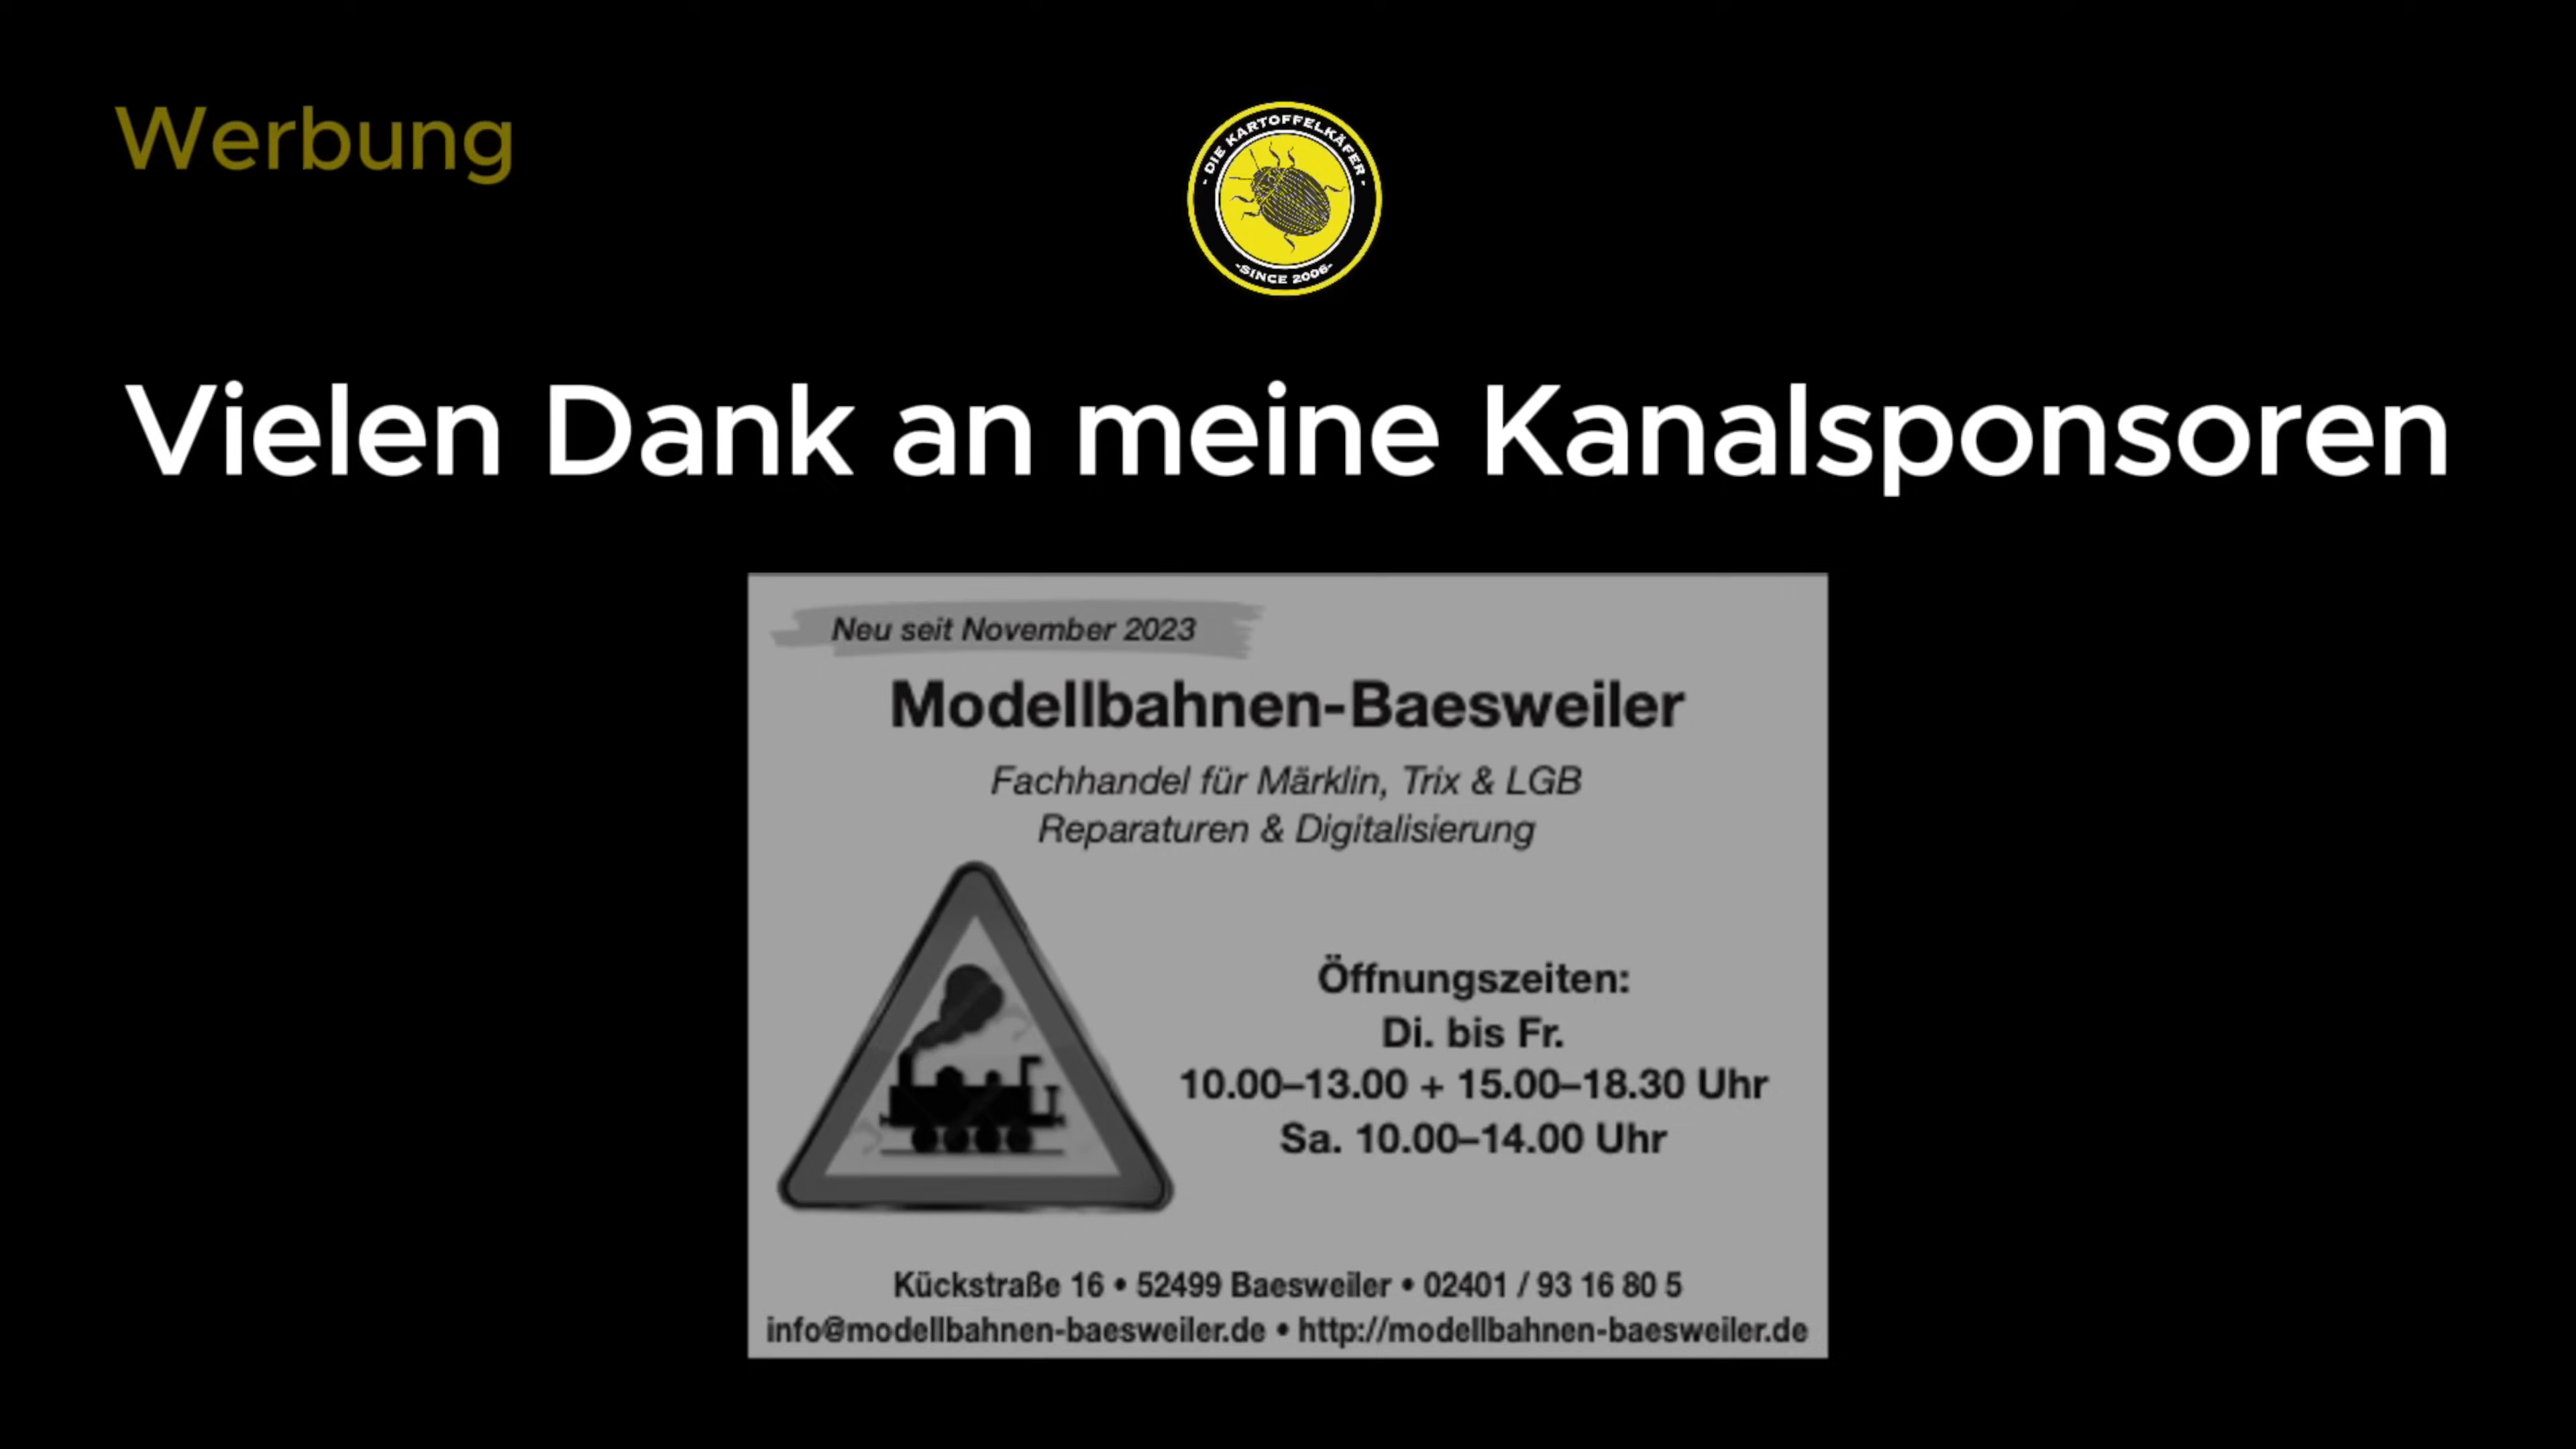 Werbung
- DIE KARTOFFELKÄFER -
-SINCE 2006-
Vielen Dank an meine Kanalsponsoren
Neu seit November 2023
Modellbahnen-Baesweiler
Fachhandel für Märklin, Trix & LGB
Reparaturen & Digitalisierung
Öffnungszeiten:
Di. bis Fr.
10.00–13.00 + 15.00–18.30 Uhr
Sa. 10.00–14.00 Uhr
Kückstraße 16 • 52499 Baesweiler • 02401 / 93 16 80 5
info@modellbahnen-baesweiler.de • http://modellbahnen-baesweiler.de